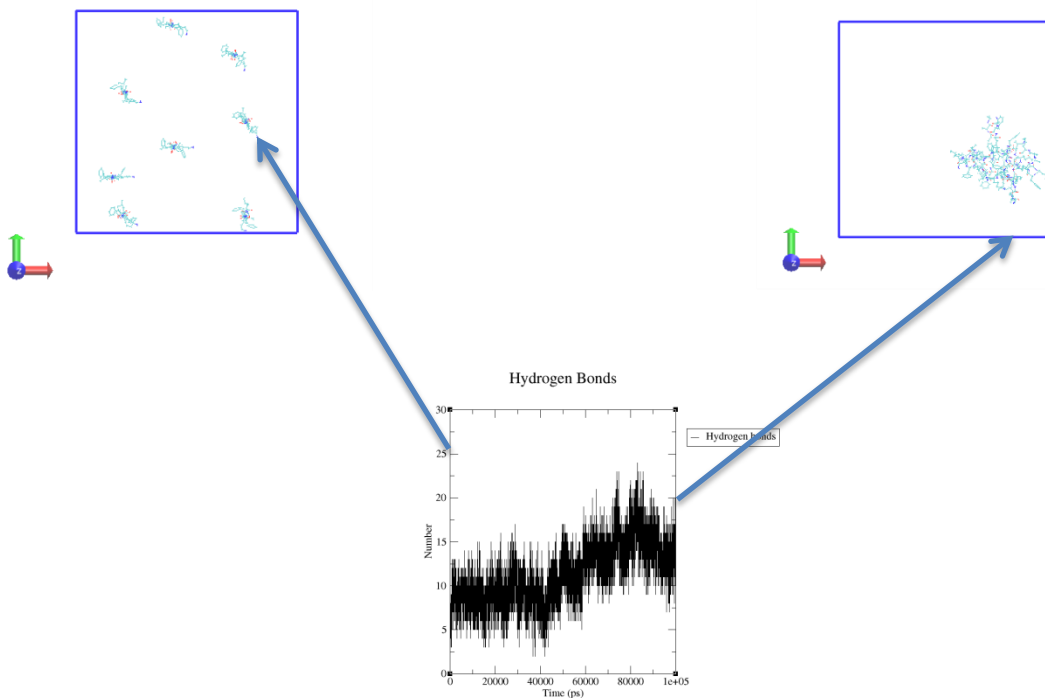 z
z
Hydrogen Bonds
30
25
20
15
10
5
0
Number
Hydrogen bonds
0 20000 40000 60000 80000 1e+05
Time (ps)